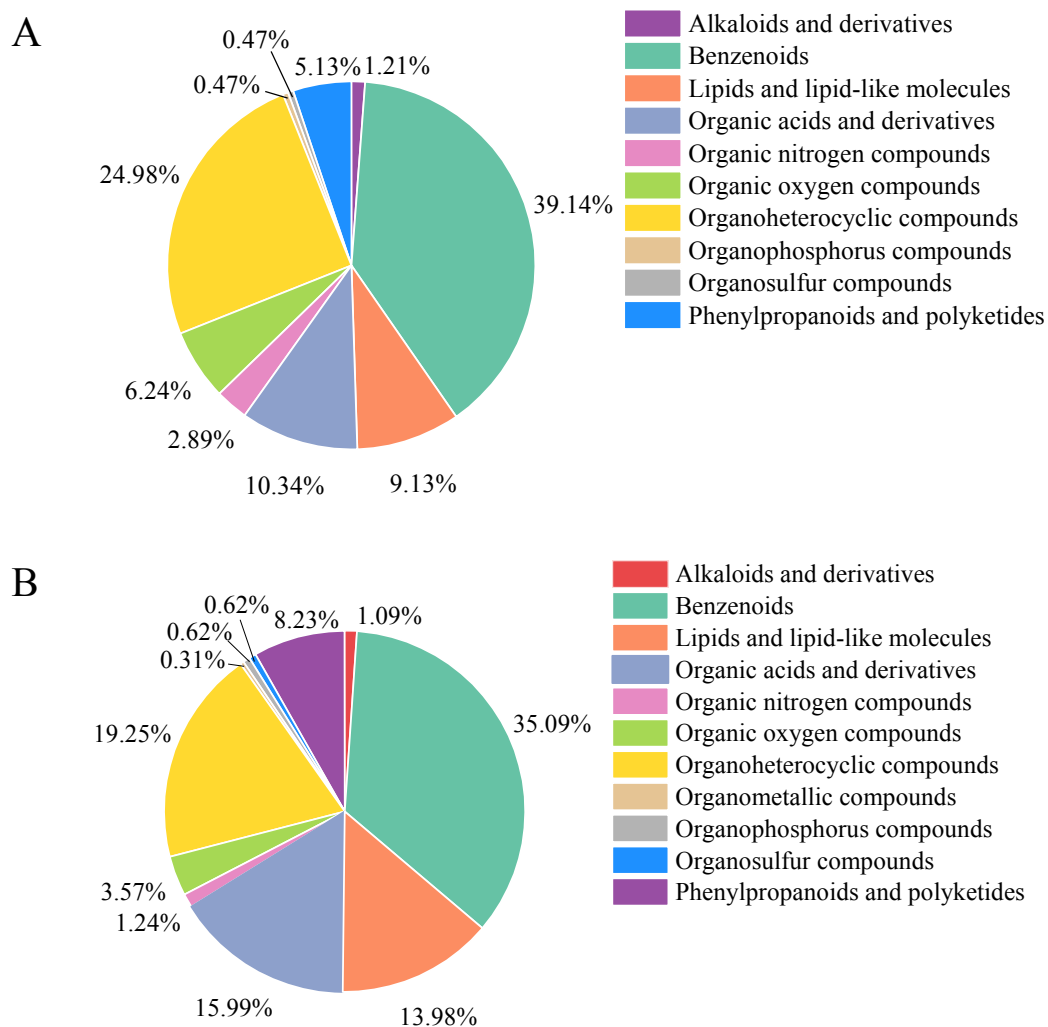 A
0.47%
0.47%
5.13%
1.21%
24.98%
39.14%
6.24%
2.89%
10.34%
9.13%
Alkaloids and derivatives
Benzenoids
Lipids and lipid-like molecules
Organic acids and derivatives
Organic nitrogen compounds
Organic oxygen compounds
Organoheterocyclic compounds
Organophosphorus compounds
Organosulfur compounds
Phenylpropanoids and polyketides
B
0.62%
0.62%
0.31%
8.23%
1.09%
19.25%
35.09%
3.57%
1.24%
15.99%
13.98%
Alkaloids and derivatives
Benzenoids
Lipids and lipid-like molecules
Organic acids and derivatives
Organic nitrogen compounds
Organic oxygen compounds
Organoheterocyclic compounds
Organometallic compounds
Organophosphorus compounds
Organosulfur compounds
Phenylpropanoids and polyketides